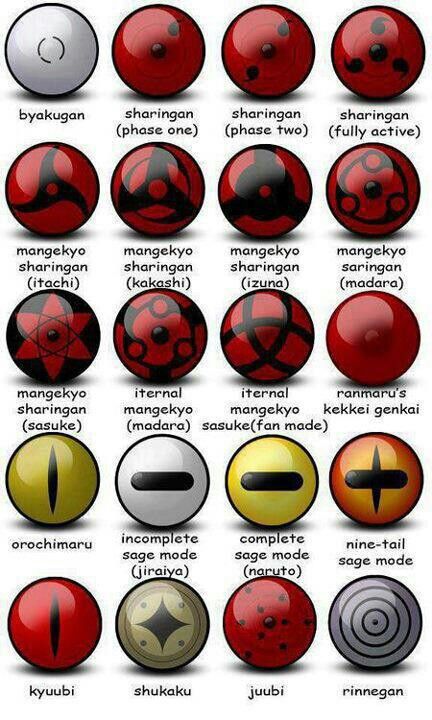 byakugan
sharingan
(phase one)
sharingan
(phase two)
sharingan
(fully active)
mangekyo
sharingan
(itachi)
mangekyo
sharingan
(kakashi)
mangekyo
sharingan
(izuna)
mangekyo
saringan
(madara)
mangekyo
sharingan
(sasuke)
iternal
mangekyo
(madara)
iternal
mangekyo
sasuke(fan made)
ranmaru's
kekkei genkai
orochimaru
incomplete
sage mode
(jiraiya)
complete
sage mode
(naruto)
nine-tail
sage mode
kyuubi
shukaku
juubi
rinnegan